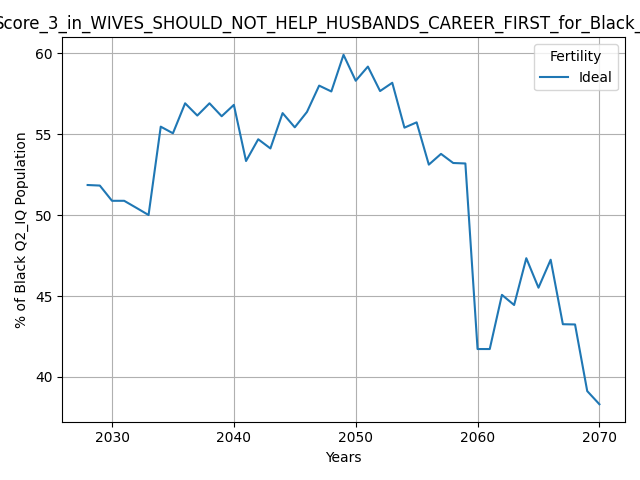 Score_3_in_WIVES_SHOULD_NOT_HELP_HUSBANDS_CAREER_FIRST_for_Black_
Fertility
Ideal
% of Black Q2_IQ Population
60
55
50
45
40
2030
2040
2050
2060
2070
Years